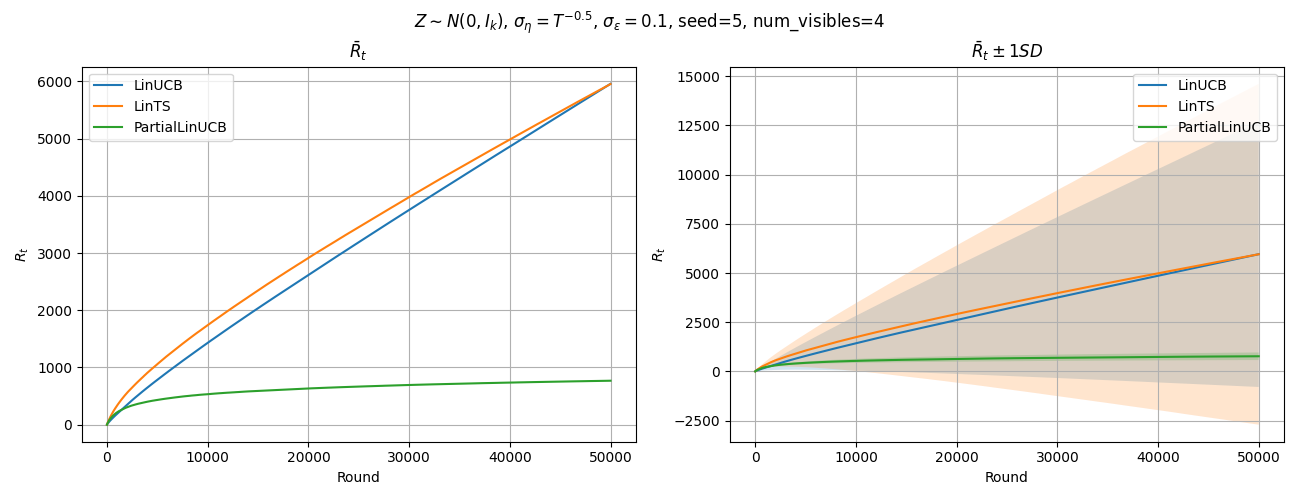 Z ∼ N(0, I_k), σ_η = T^{−0.5}, σ_ε = 0.1, seed=5, num_visibles=4
R̄_t
R_t
6000
5000
4000
3000
2000
1000
0
LinUCB
LinTS
PartialLinUCB
0 10000 20000 30000 40000 50000
Round
R̄_t ± 1SD
R_t
15000
12500
10000
7500
5000
2500
0
−2500
LinUCB
LinTS
PartialLinUCB
0 10000 20000 30000 40000 50000
Round